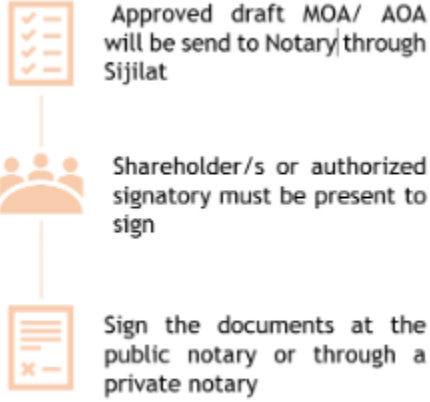 Approved draft MOA/ AOA
will be send to Notary through
Sijilat
Shareholder/s or authorized
signatory must be present to
sign
Sign the documents at the
public notary or through a
private notary